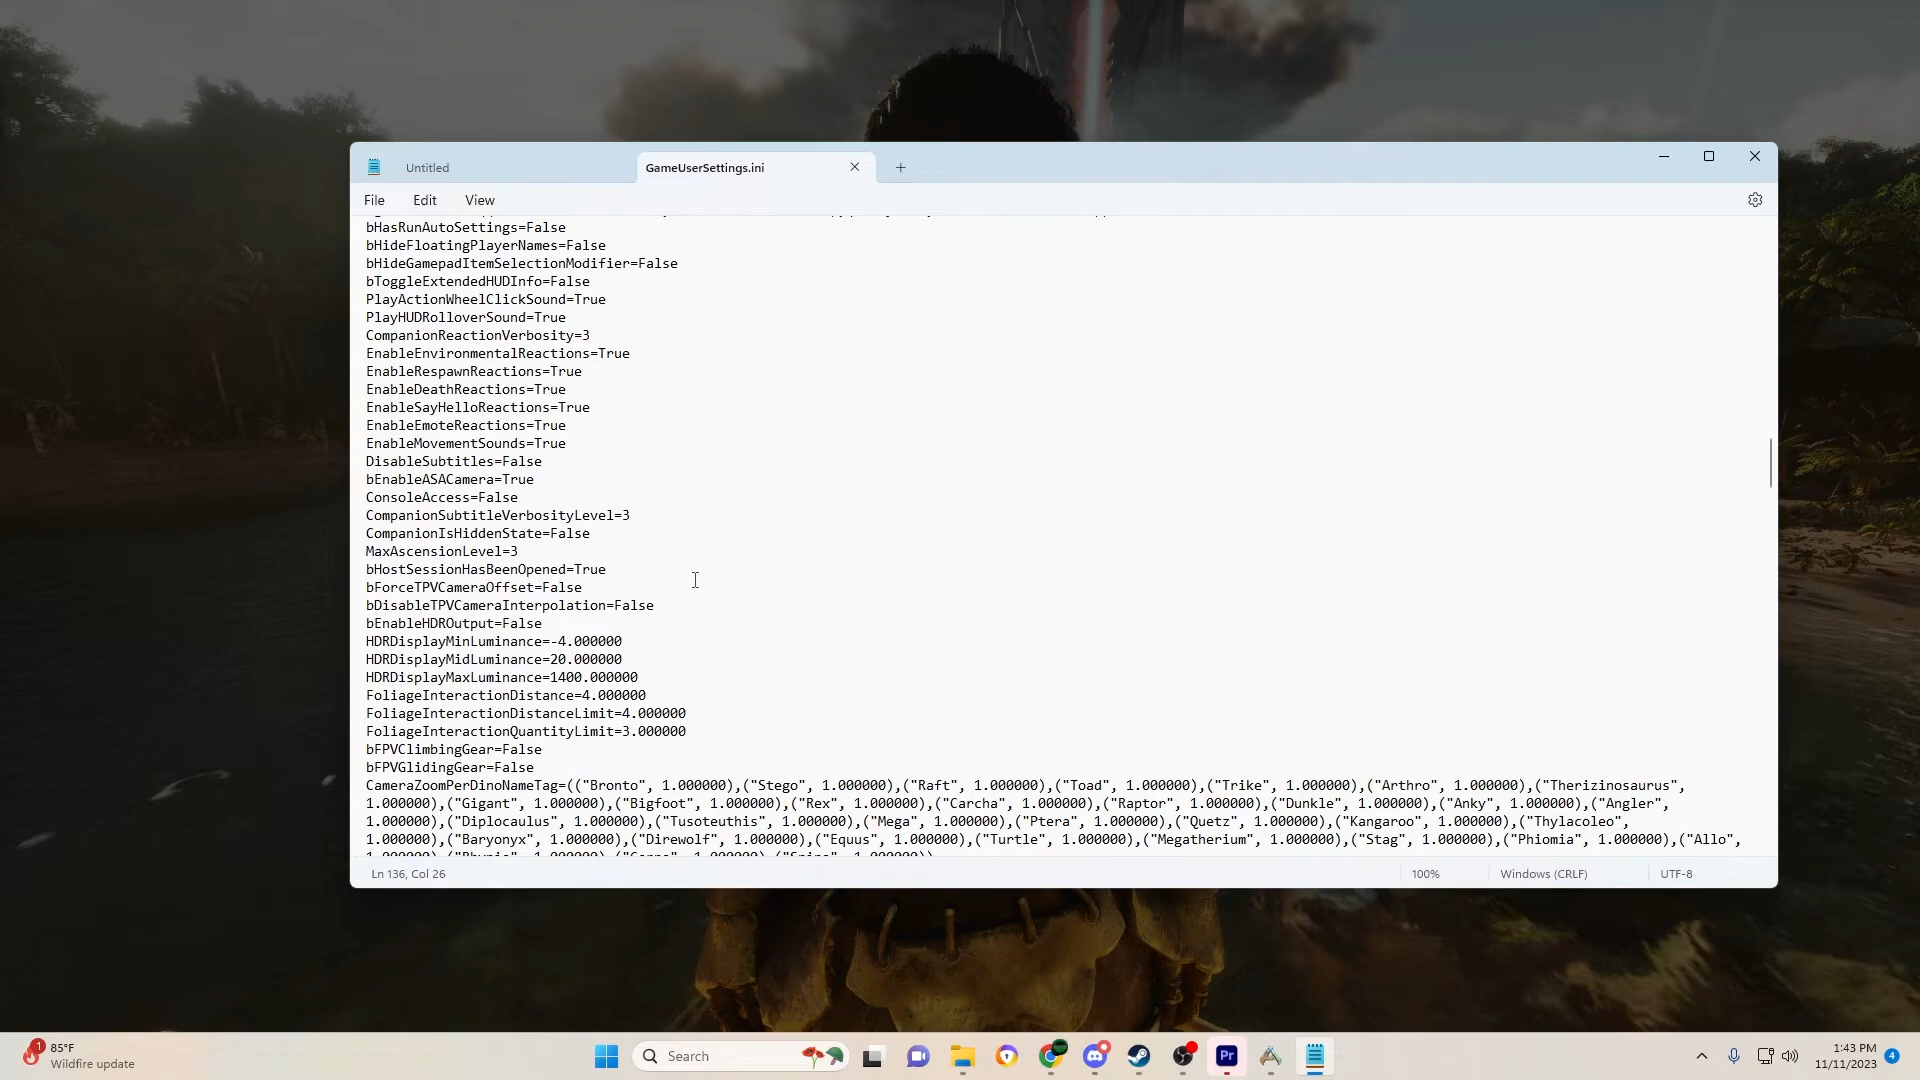 Untitled
GameUserSettings.ini
File Edit View
bHasRunAutoSettings=False
bHideFloatingPlayerNames=False
bHideGamepadItemSelectionModifier=False
bToggleExtendedHUDInfo=False
PlayActionWheelClickSound=True
PlayHUDRolloverSound=True
CompanionReactionVerbosity=3
EnableEnvironmentalReactions=True
EnableRespawnReactions=True
EnableDeathReactions=True
EnableSayHelloReactions=True
EnableEmoteReactions=True
EnableMovementSounds=True
DisableSubtitles=False
bEnableASACamera=True
ConsoleAccess=False
CompanionSubtitleVerbosityLevel=3
CompanionIsHiddenState=False
MaxAscensionLevel=3
bHostSessionHasBeenOpened=True
bForceTPVCameraOffset=False
bDisableTPVCameraInterpolation=False
bEnableHDROutput=False
HDRDisplayMinLuminance=-4.000000
HDRDisplayMidLuminance=20.000000
HDRDisplayMaxLuminance=1400.000000
FoliageInteractionDistance=4.000000
FoliageInteractionDistanceLimit=4.000000
FoliageInteractionQuantityLimit=3.000000
bFPVClimbingGear=False
bFPVGlidingGear=False
CameraZoomPerDinoNameTag=(("Bronto", 1.000000),("Stego", 1.000000),("Raft", 1.000000),("Toad", 1.000000),("Trike", 1.000000),("Arthro", 1.000000),("Therizinosaurus",
1.000000),("Gigant", 1.000000),("Bigfoot", 1.000000),("Rex", 1.000000),("Carcha", 1.000000),("Raptor", 1.000000),("Dunkle", 1.000000),("Anky", 1.000000),("Angler",
1.000000),("Diplocaulus", 1.000000),("Tusoteuthis", 1.000000),("Mega", 1.000000),("Ptera", 1.000000),("Quetz", 1.000000),("Kangaroo", 1.000000),("Thylacoleo",
1.000000),("Baryonyx", 1.000000),("Direwolf", 1.000000),("Equus", 1.000000),("Turtle", 1.000000),("Megatherium", 1.000000),("Stag", 1.000000),("Phiomia", 1.000000),("Allo",
Ln 136, Col 26
100%
Windows (CRLF)
UTF-8
1
85°F
Wildfire update
Search
Pr
1:43 PM
11/11/2023
4